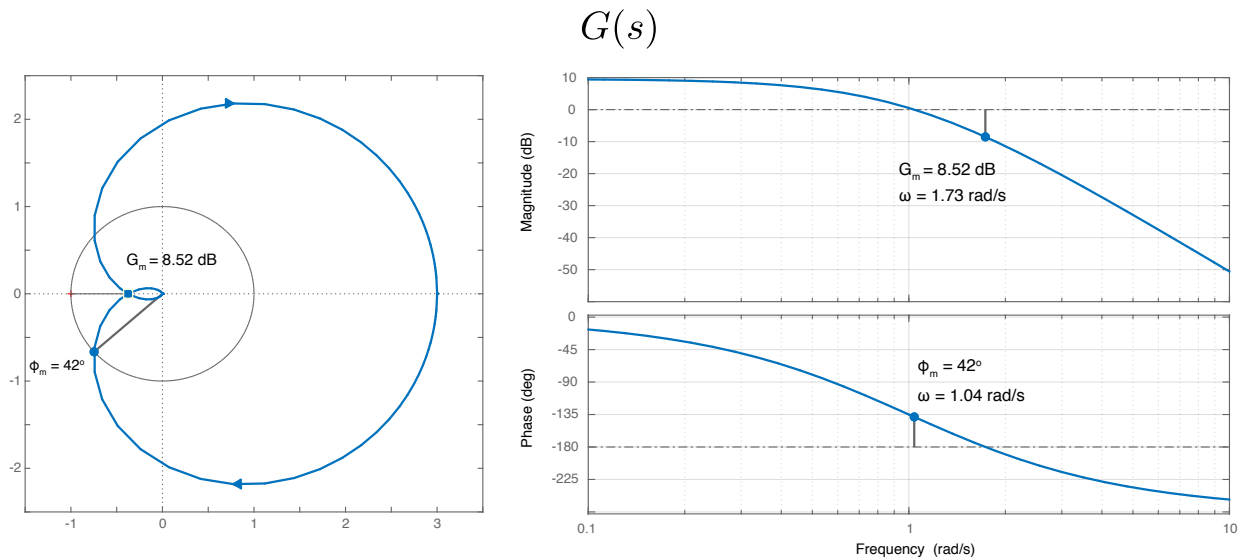 G(s)
2
1
0
-1
-2
-1
0
1
2
3
G_m = 8.52 dB
ϕ_m = 42º
Magnitude (dB)
10
0
-10
-20
-30
-40
-50
G_m = 8.52 dB
ω = 1.73 rad/s
Phase (deg)
0
-45
-90
-135
-180
-225
ϕ_m = 42º
ω = 1.04 rad/s
0.1
1
10
Frequency (rad/s)